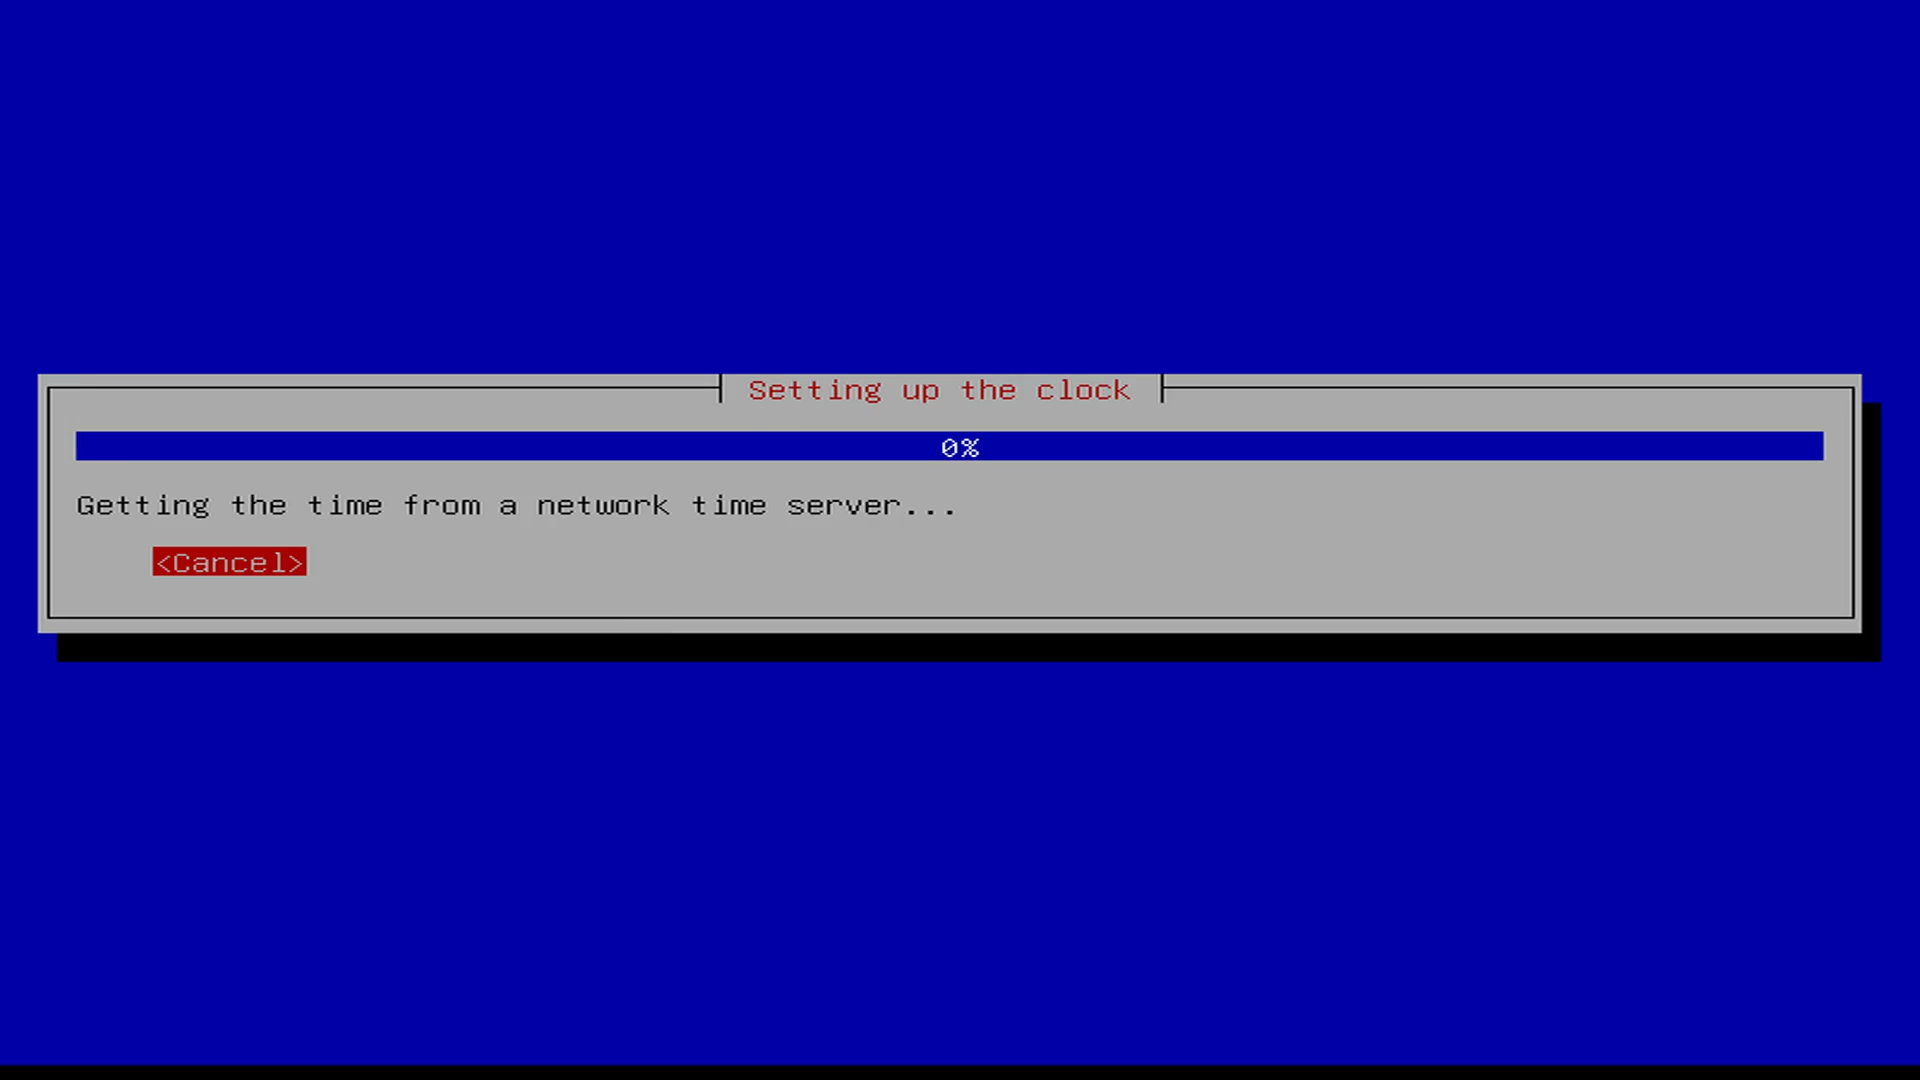 Setting up the clock
0%
Getting the time from a network time server...
<Cancel>